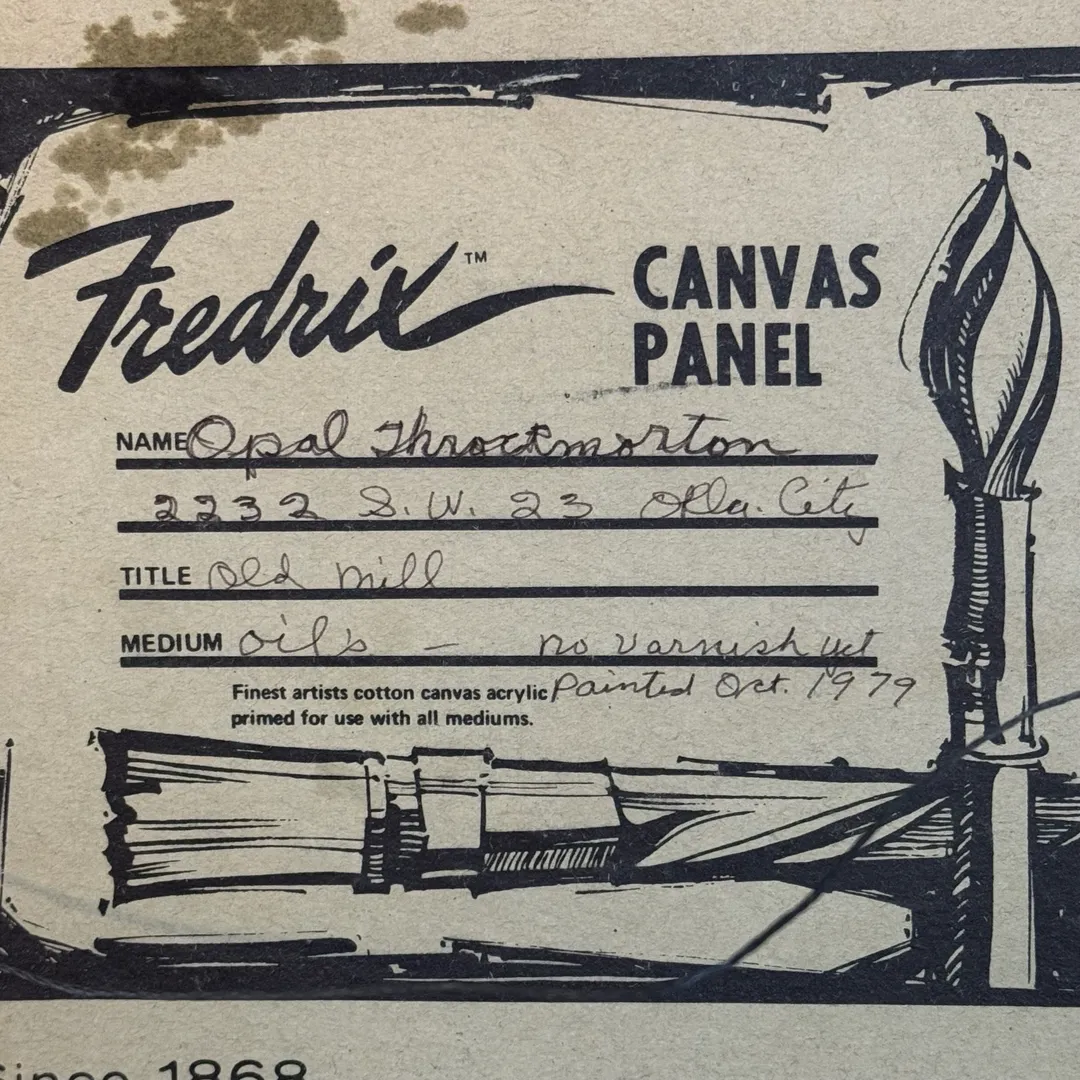 Fredrix™ CANVAS
PANEL
NAME Opal Throckmorton
2232 S.W. 23 Okla. City
TITLE Old Mill
MEDIUM Oil's - no varnish yet
Painted Oct. 1979
Finest artists cotton canvas acrylic
primed for use with all mediums.
Since 1868